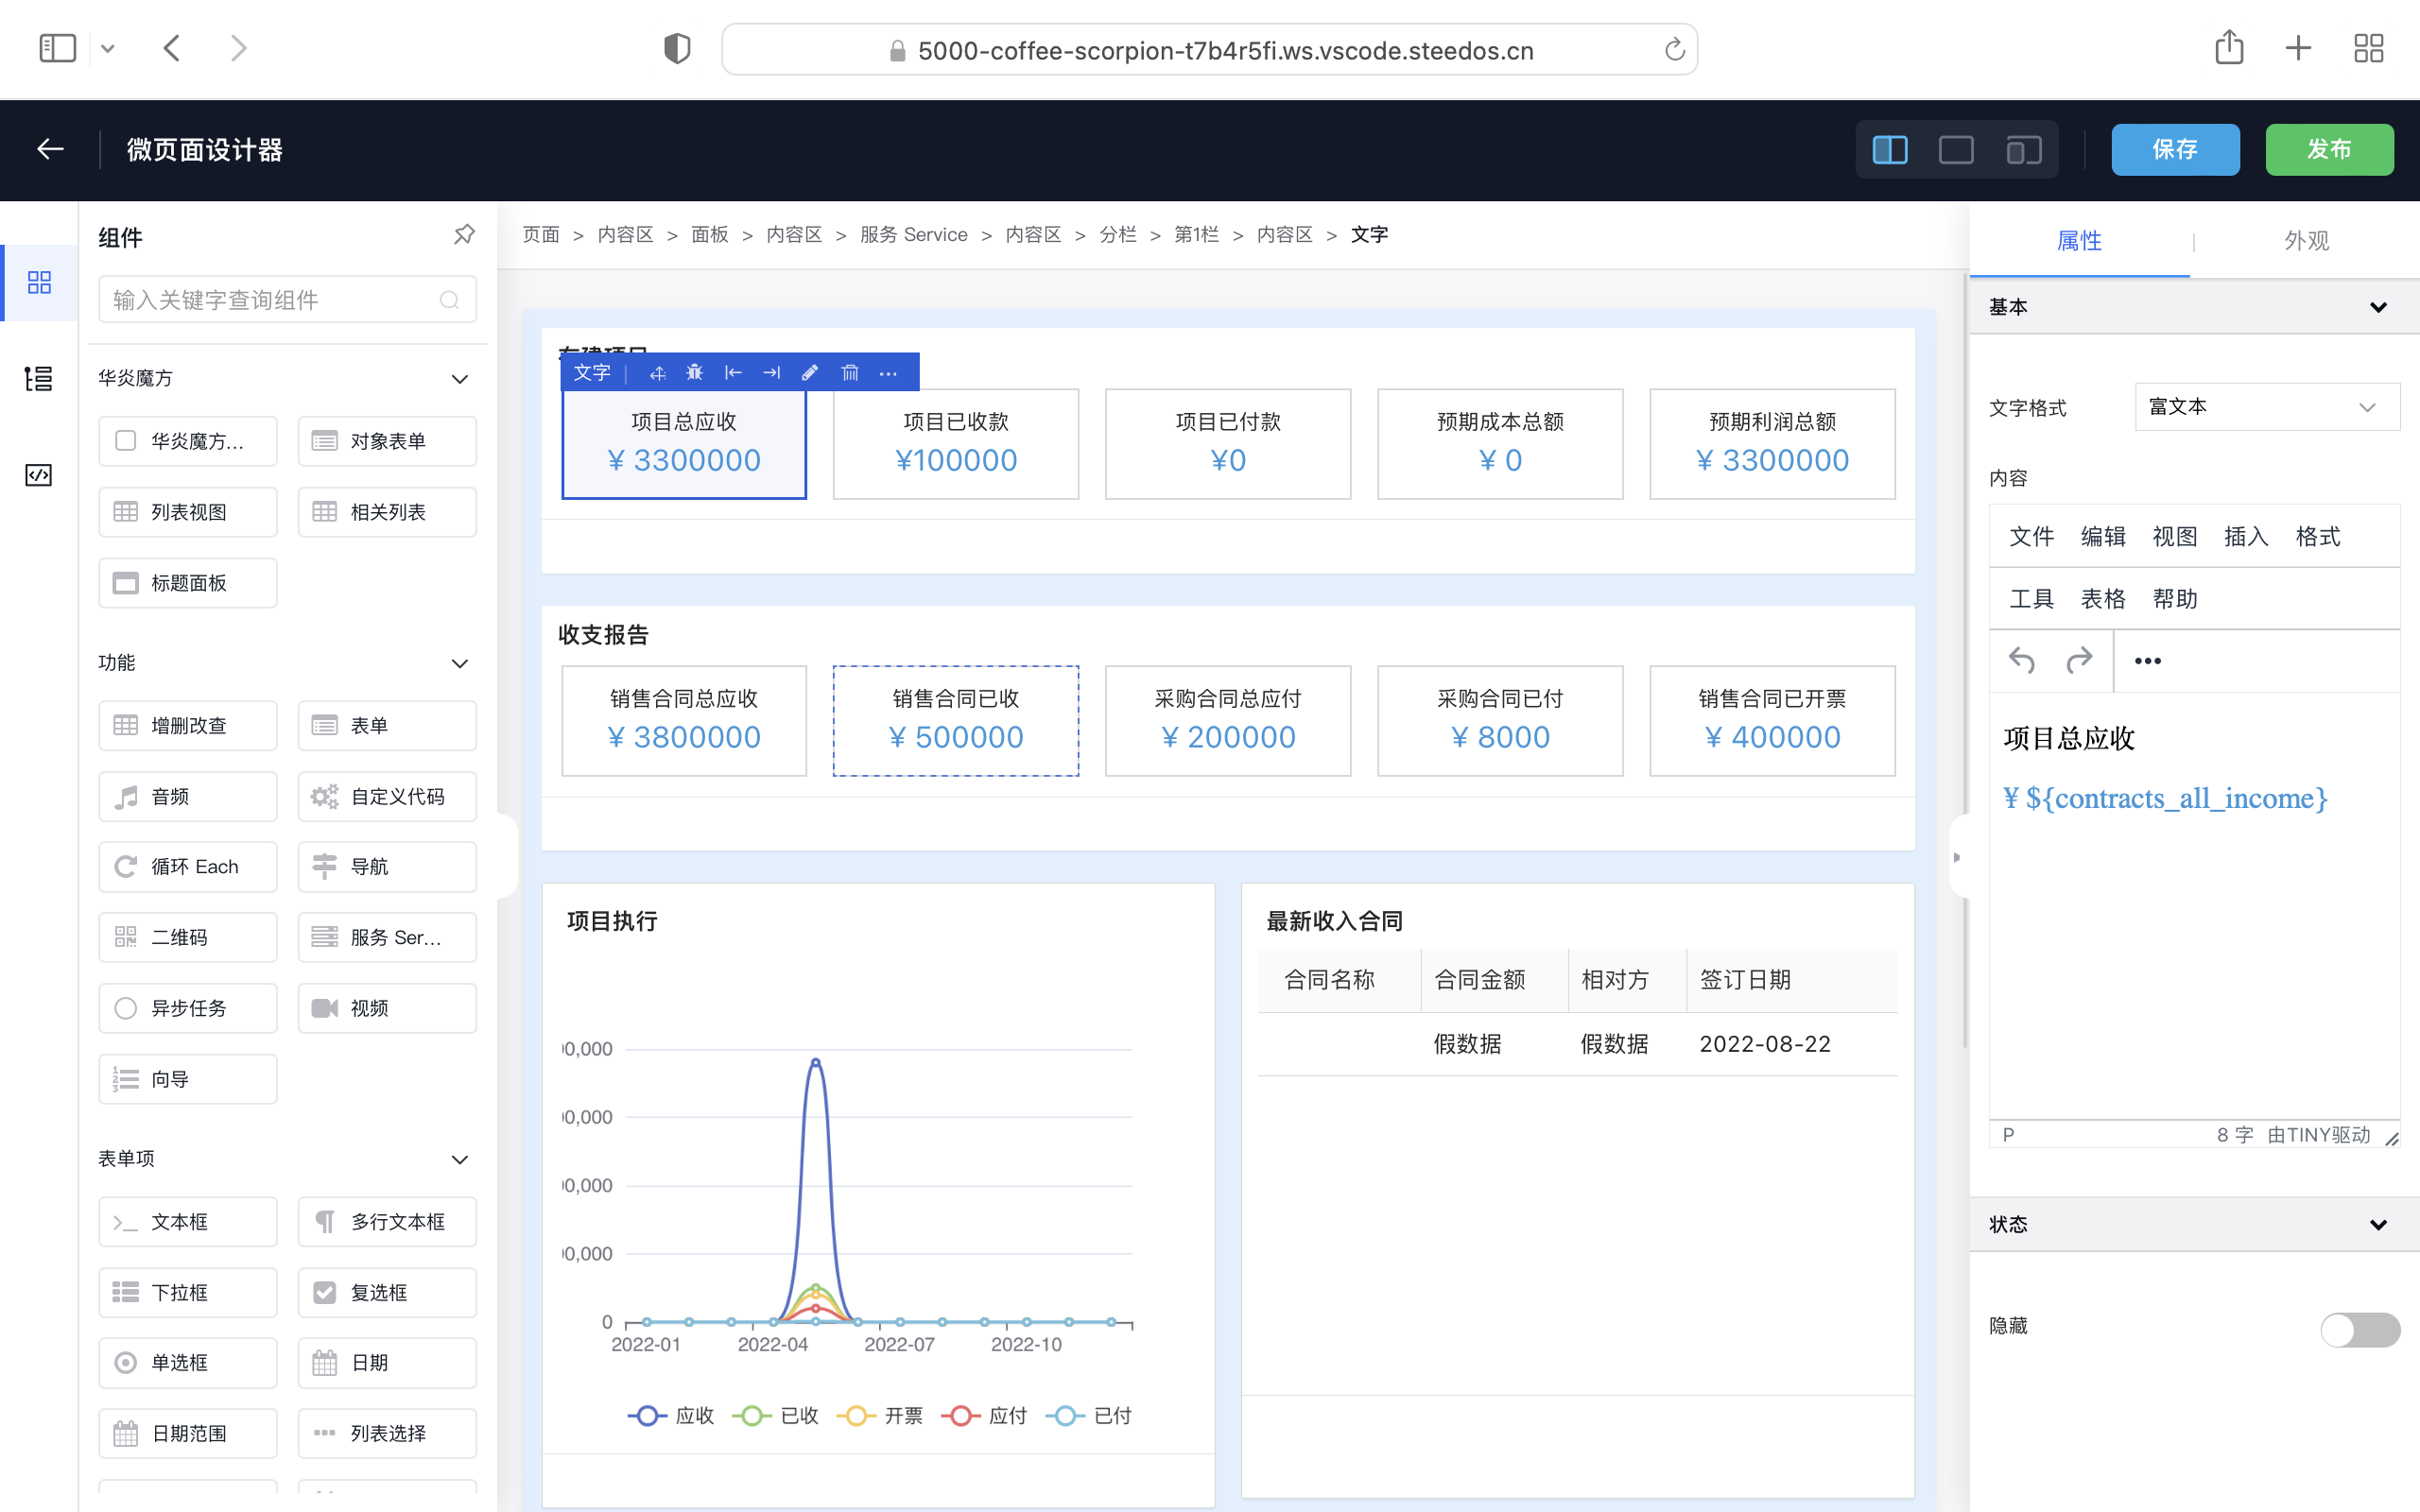 5000-coffee-scorpion-t7b4r5fi.ws.vscode.steedos.cn
微页面设计器
保存
发布
组件
输入关键字查询组件
华炎魔方
华炎魔方...
对象表单
列表视图
相关列表
标题面板
功能
增删改查
表单
音频
自定义代码
循环 Each
导航
二维码
服务 Ser...
异步任务
视频
向导
表单项
文本框
多行文本框
下拉框
复选框
单选框
日期
日期范围
列表选择
页面 > 内容区 > 面板 > 内容区 > 服务 Service > 内容区 > 分栏 > 第1栏 > 内容区 > 文字
文字
项目总应收
¥ 3300000
项目已收款
¥100000
项目已付款
¥0
预期成本总额
¥ 0
预期利润总额
¥ 3300000
收支报告
销售合同总应收
¥ 3800000
销售合同已收
¥ 500000
采购合同总应付
¥ 200000
采购合同已付
¥ 8000
销售合同已开票
¥ 400000
项目执行
0,000
0,000
0,000
0,000
0
2022-01 2022-04 2022-07 2022-10
应收 已收 开票 应付 已付
最新收入合同
合同名称 合同金额 相对方 签订日期
假数据 假数据 2022-08-22
属性 | 外观
基本
文字格式
富文本
内容
文件 编辑 视图 插入 格式
工具 表格 帮助
项目总应收
¥ ${contracts_all_income}
P 8 字 由TINY驱动
状态
隐藏